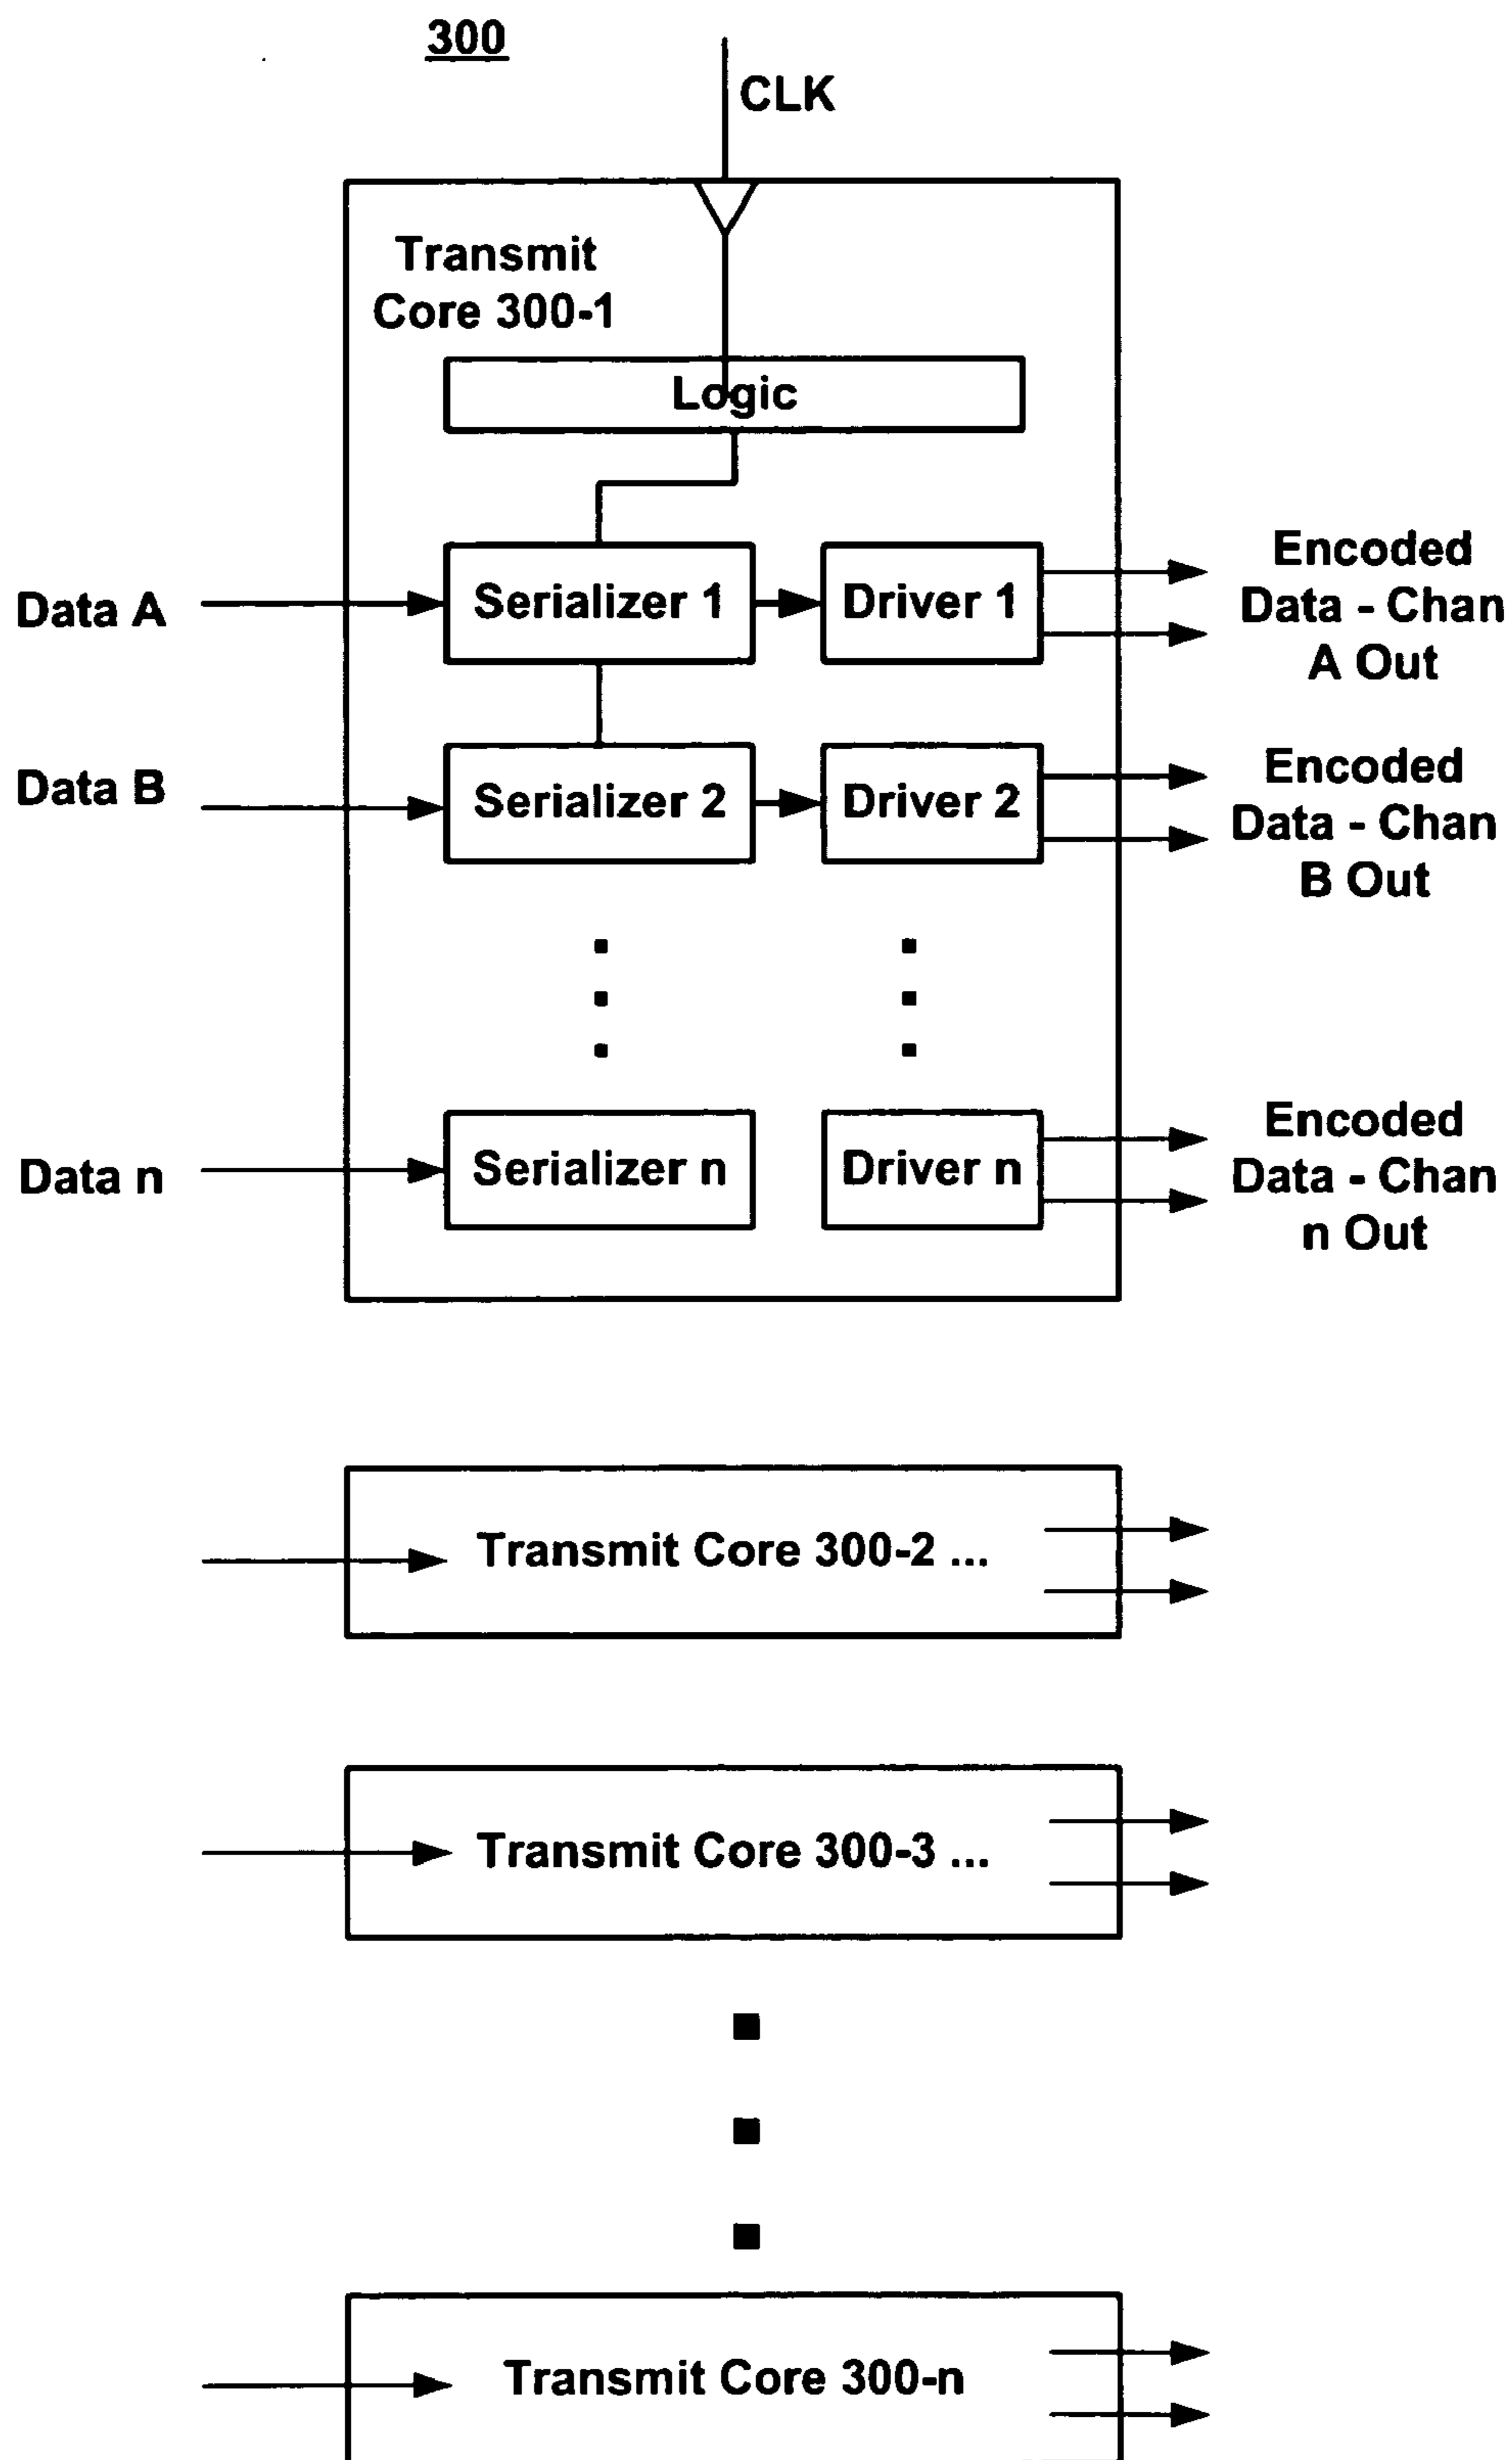 300
CLK
Transmit
Core 300-1
Logic
Data A
Serializer 1
Driver 1
Encoded
Data - Chan
A Out
Data B
Serializer 2
Driver 2
Encoded
Data - Chan
B Out
Data n
Serializer n
Driver n
Encoded
Data - Chan
n Out
Transmit Core 300-2 ...
Transmit Core 300-3 ...
Transmit Core 300-n